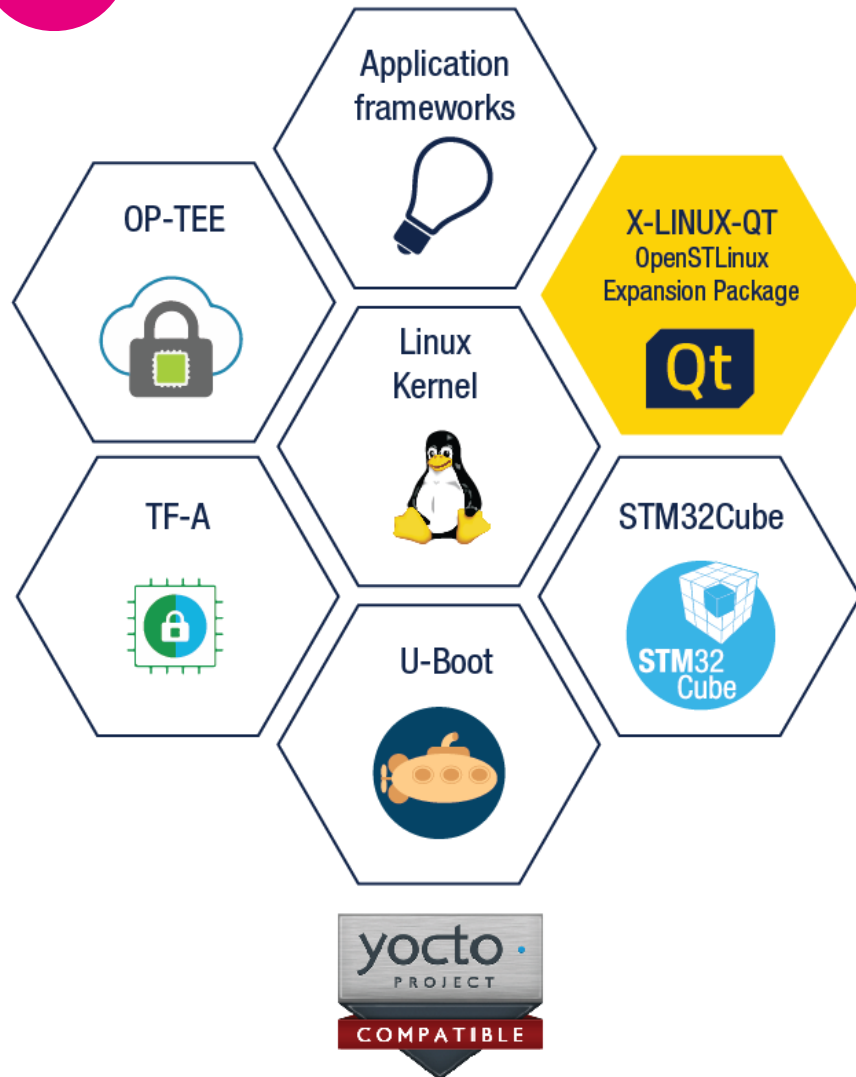 Application
frameworks
OP-TEE
X-LINUX-QT
OpenSTLinux
Expansion Package
Qt
Linux
Kernel
TF-A
STM32Cube
STM32
Cube
U-Boot
yocto
PROJECT
COMPATIBLE